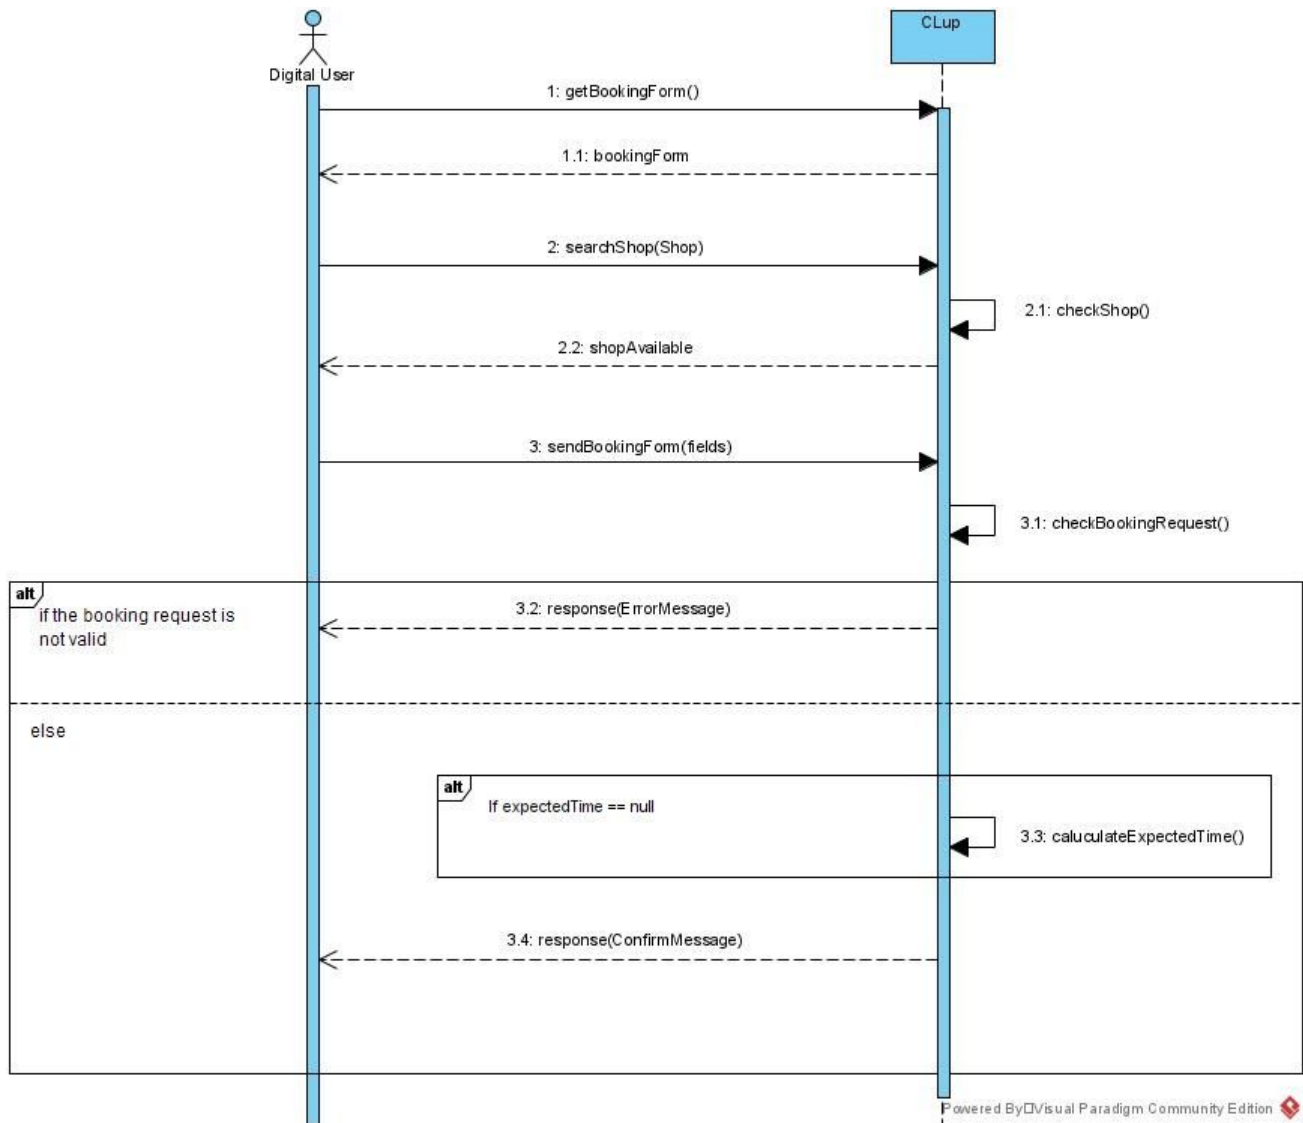 CLup
Digital User
1: getBookingForm()
1.1: bookingForm
2: searchShop(Shop)
2.1: checkShop()
2.2: shopAvailable
3: sendBookingForm(fields)
3.1: checkBookingRequest()
alt
if the booking request is
not valid
3.2: response(ErrorMessage)
else
alt
If expectedTime == null
3.3: caluculateExpectedTime()
3.4: response(ConfirmMessage)
Powered By□Visual Paradigm Community Edition